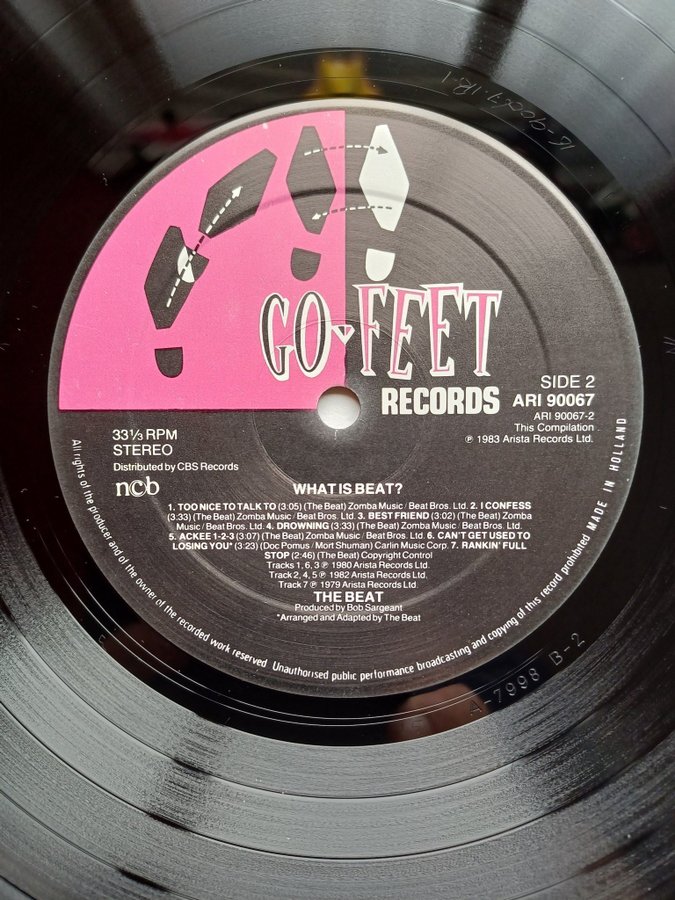 GO FEET
RECORDS
SIDE 2
ARI 90067
ARI 90067-2
This Compilation
℗ 1983 Arista Records Ltd.
33⅓ RPM
STEREO
Distributed by CBS Records
ncb
WHAT IS BEAT?
1. TOO NICE TO TALK TO (3:05) (The Beat) Zomba Music / Beat Bros. Ltd. 2. I CONFESS
(3:33) (The Beat) Zomba Music / Beat Bros. Ltd. 3. BEST FRIEND (3:02) (The Beat) Zomba
Music / Beat Bros. Ltd. 4. DROWNING (3:33) (The Beat) Zomba Music / Beat Bros. Ltd.
5. ACKEE 1-2-3 (3:07) (The Beat) Zomba Music / Beat Bros. Ltd. 6. CAN'T GET USED TO
LOSING YOU* (3:23) (Doc Pomus / Mort Shuman) Carlin Music Corp. 7. RANKIN' FULL
STOP (2:46) (The Beat) Copyright Control
Tracks 1, 6, 3 ℗ 1980 Arista Records Ltd.
Track 2, 4, 5 ℗ 1982 Arista Records Ltd.
Track 7 ℗ 1979 Arista Records Ltd.
THE BEAT
Produced by Bob Sargeant
*Arranged and Adapted by The Beat
All rights of the producer and of the owner of the recorded work reserved Unauthorised public performance broadcasting and copying of this record prohibited MADE IN HOLLAND
A-7998 B-2